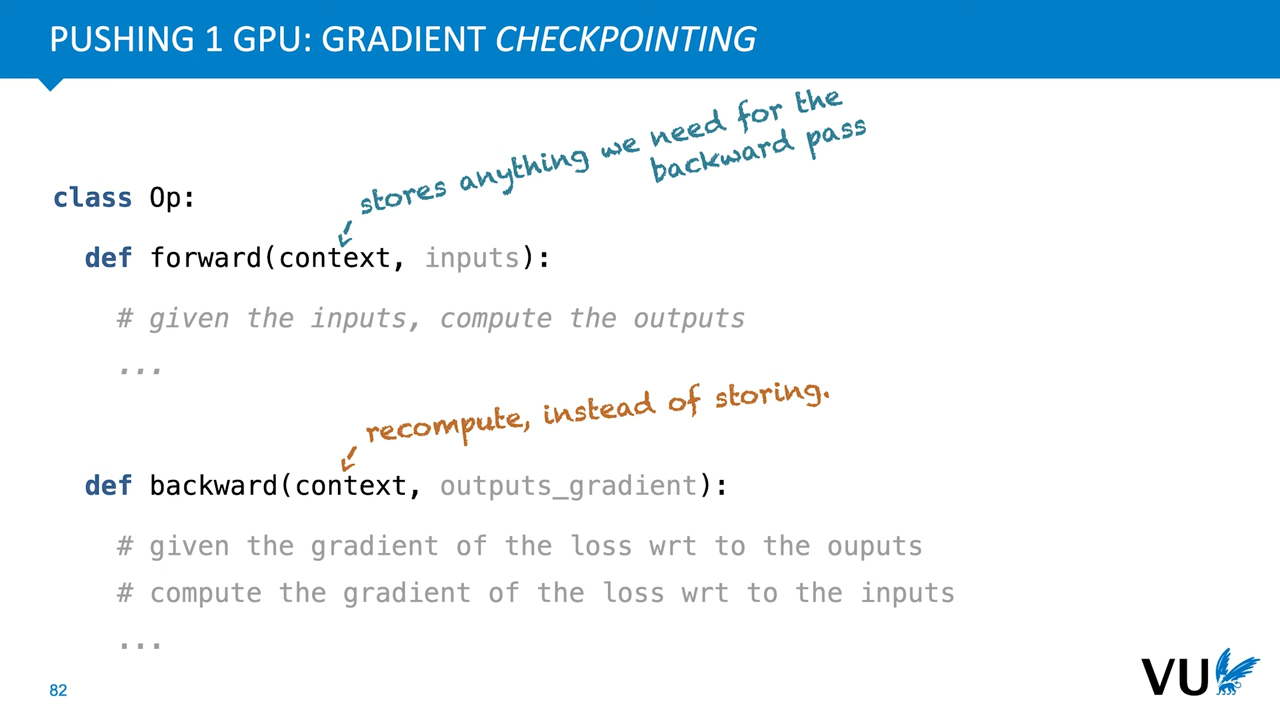 PUSHING 1 GPU: GRADIENT CHECKPOINTING
stores anything we need for the
backward pass
class Op:
def forward(context, inputs):
# given the inputs, compute the outputs
...
recompute, instead of storing.
def backward(context, outputs_gradient):
# given the gradient of the loss wrt to the ouputs
# compute the gradient of the loss wrt to the inputs
...
82
VU